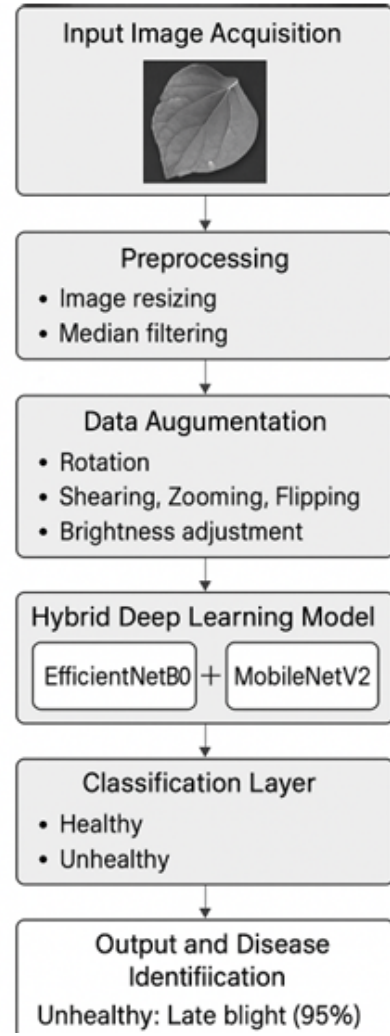 Input Image Acquisition
Preprocessing
• Image resizing
• Median filtering
Data Augumentation
• Rotation
• Shearing, Zooming, Flipping
• Brightness adjustment
Hybrid Deep Learning Model
EfficientNetB0 + MobileNetV2
Classification Layer
• Healthy
• Unhealthy
Output and Disease
Identifiication
Unhealthy: Late blight (95%)